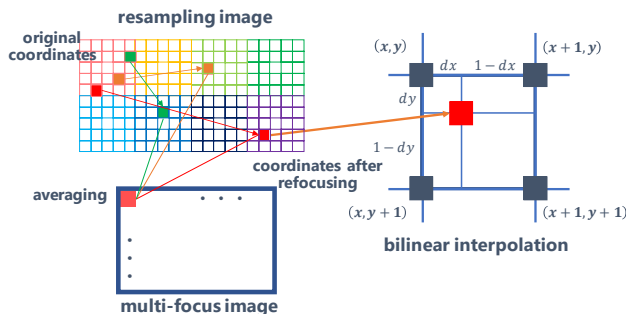 resampling image
original
coordinates
coordinates after
refocusing
averaging
. . .
multi-focus image
(x, y)
(x + 1, y)
dx
1 − dx
dy
1 − dy
(x, y + 1)
(x + 1, y + 1)
bilinear interpolation